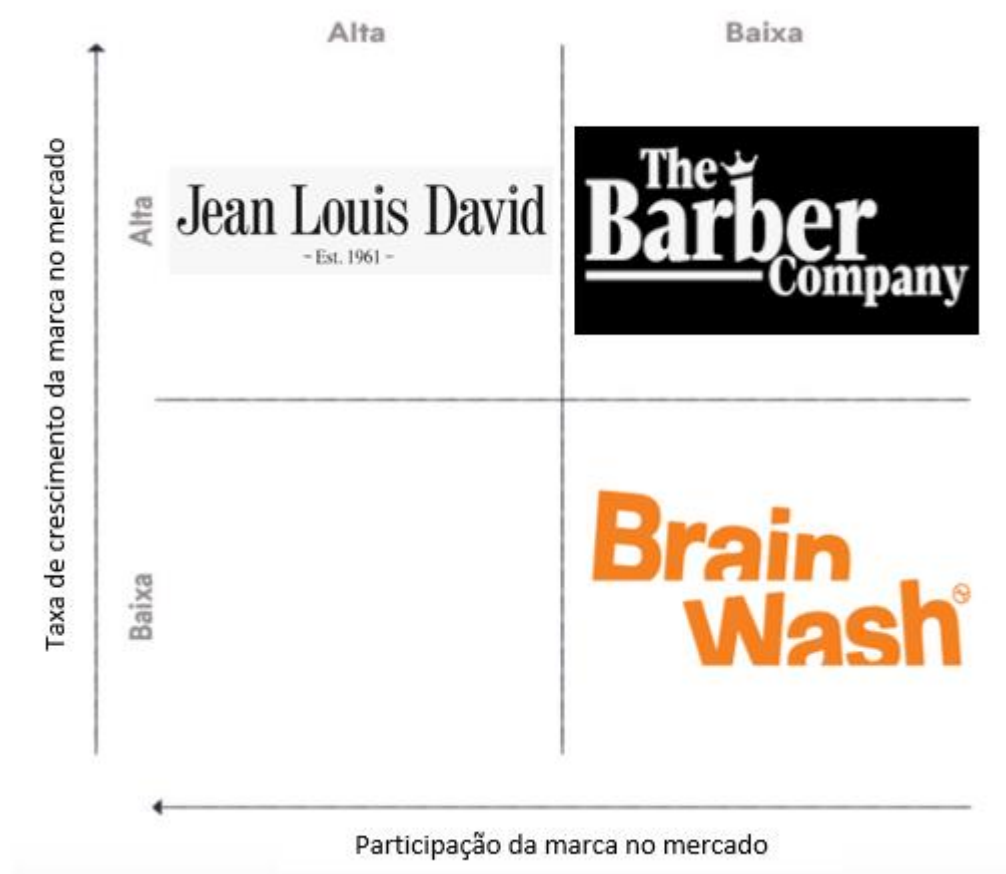 Alta
Baixa
Taxa de crescimento da marca no mercado
Alta
Jean Louis David
- Est. 1961 -
The
Barber
Company
Baixa
Brain
Wash
Participação da marca no mercado